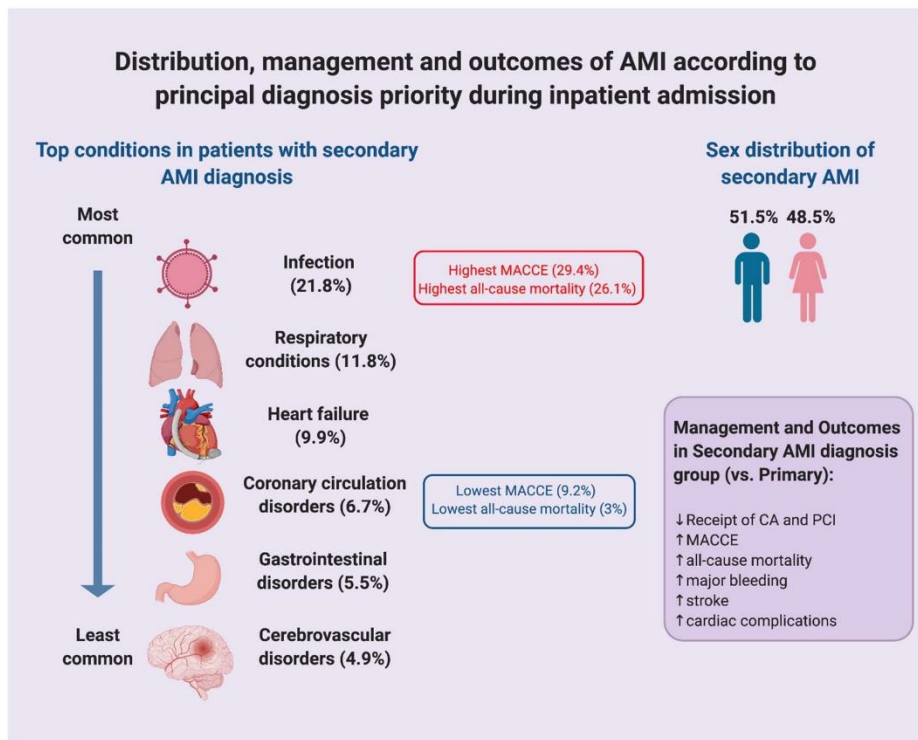 Distribution, management and outcomes of AMI according to
principal diagnosis priority during inpatient admission
Top conditions in patients with secondary
AMI diagnosis
Most
common
Infection
(21.8%)
Highest MACCE (29.4%)
Highest all-cause mortality (26.1%)
Respiratory
conditions (11.8%)
Heart failure
(9.9%)
Coronary circulation
disorders (6.7%)
Lowest MACCE (9.2%)
Lowest all-cause mortality (3%)
Gastrointestinal
disorders (5.5%)
Least
common
Cerebrovascular
disorders (4.9%)
Sex distribution of
secondary AMI
51.5% 48.5%
Management and Outcomes
in Secondary AMI diagnosis
group (vs. Primary):
↓Receipt of CA and PCI
↑MACCE
↑all-cause mortality
↑major bleeding
↑stroke
↑cardiac complications